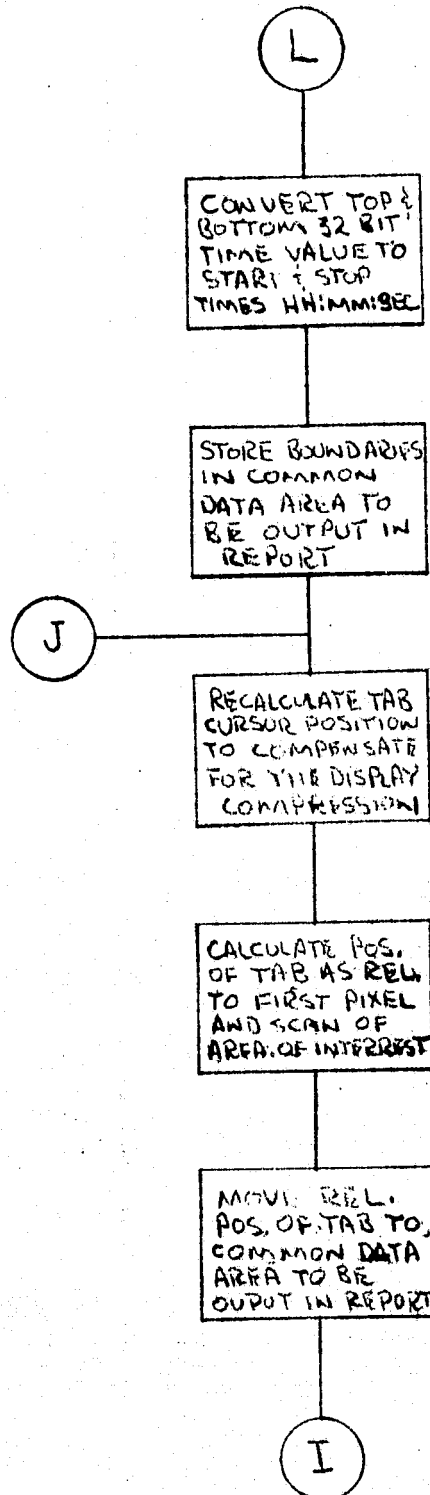 L
CONVERT TOP &
BOTTOM 32 BIT
TIME VALUE TO
START & STOP
TIMES HH:MM:SEC
STORE BOUNDARIES
IN COMMON
DATA AREA TO
BE OUTPUT IN
REPORT
J
RECALCULATE TAB
CURSUR POSITION
TO COMPENSATE
FOR THE DISPLAY
COMPRESSION
CALCULATE POS.
OF TAB AS REL.
TO FIRST PIXEL
AND SCAN OF
AREA.OF INTERREST
MOVE REL.
POS. OF TAB TO
COMMON DATA
AREA TO BE
OUPUT IN REPORT
I